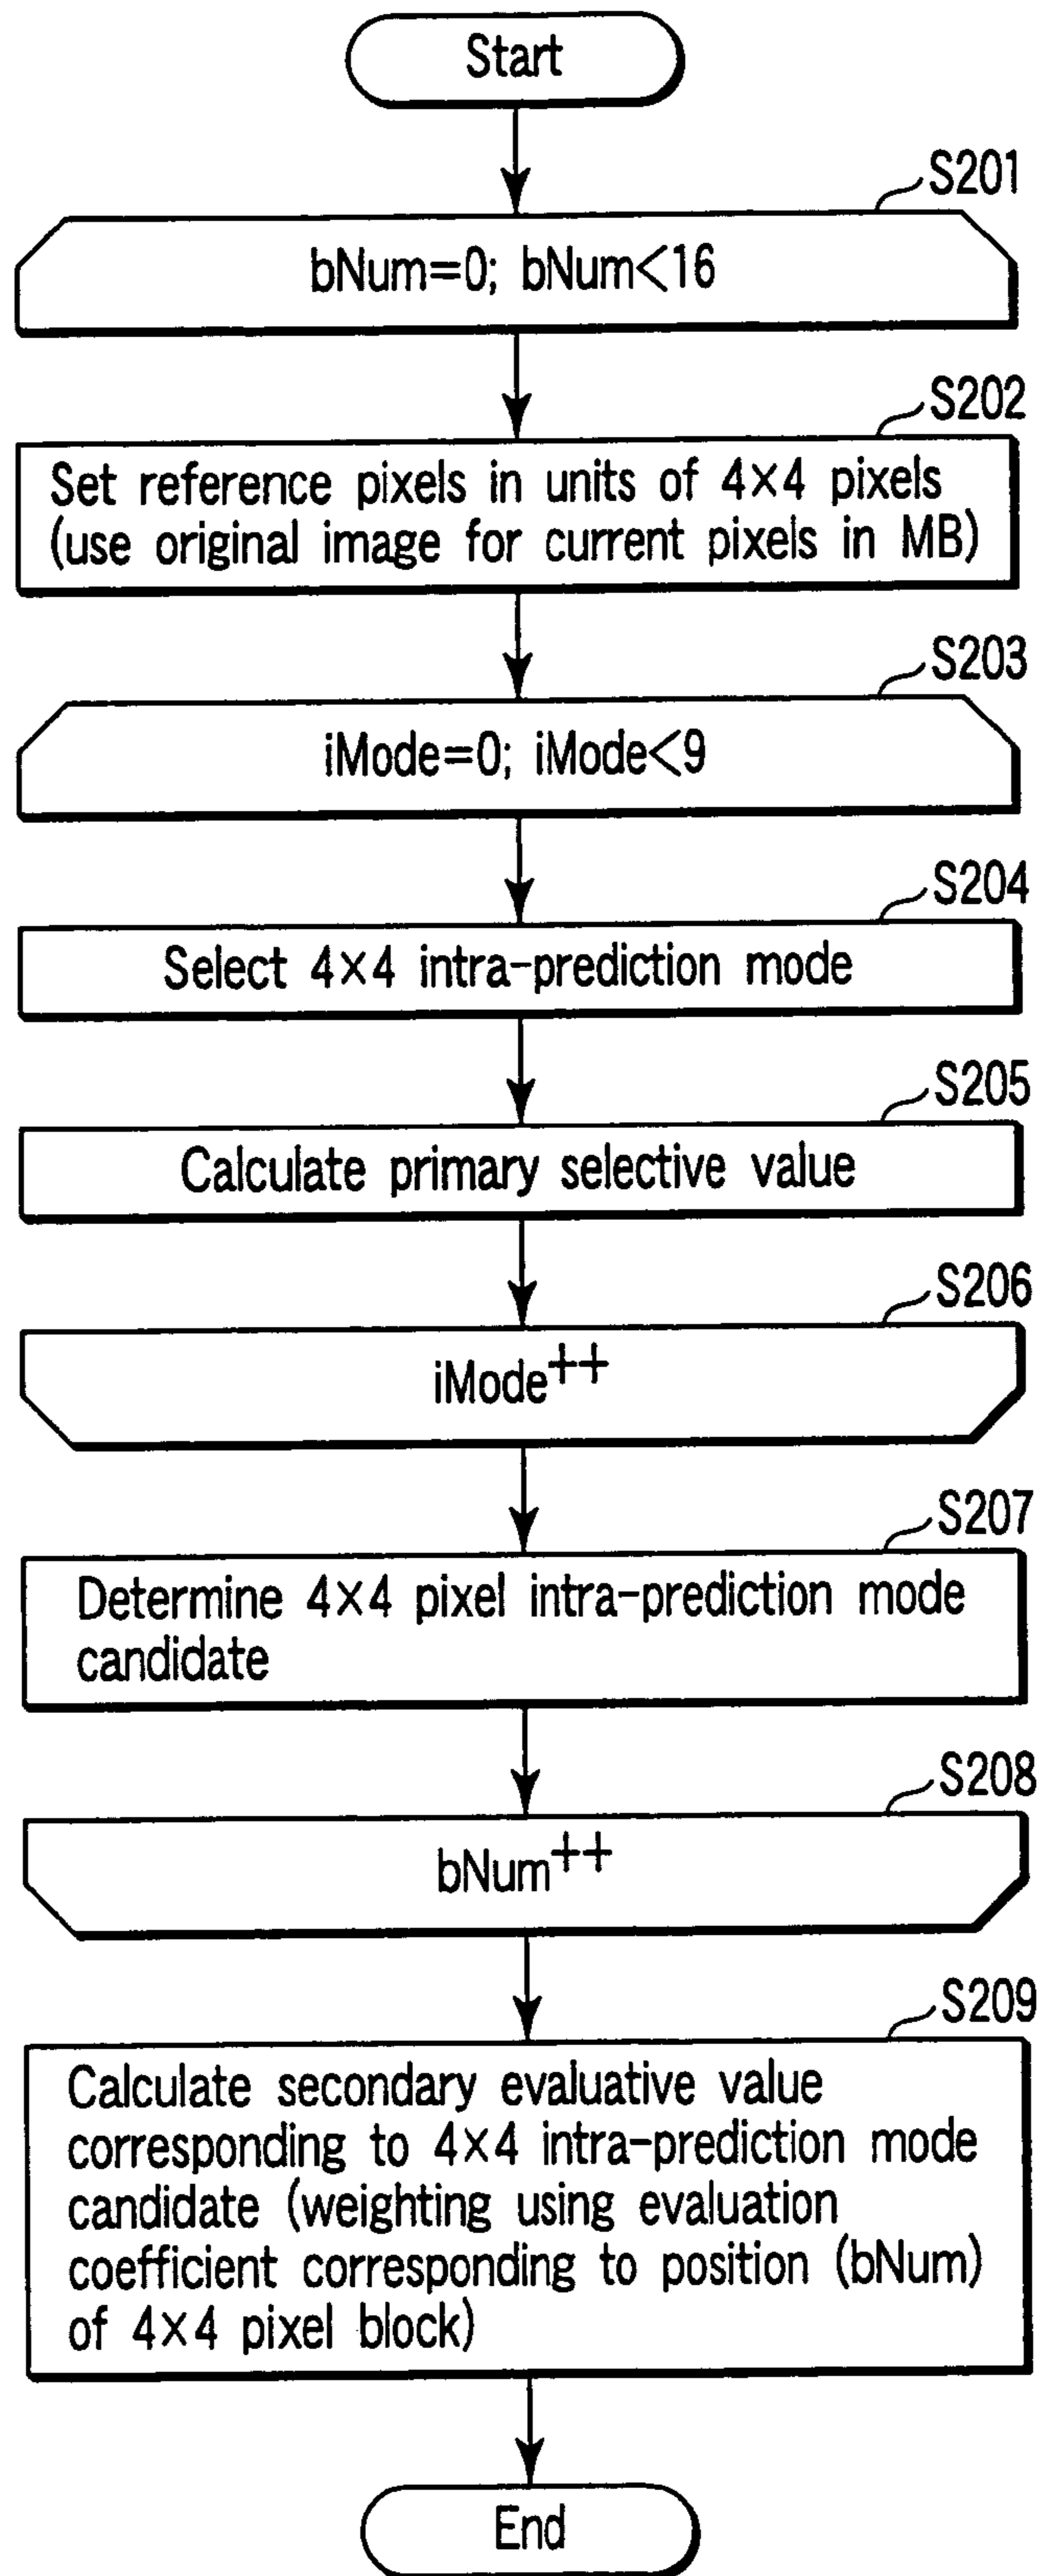 Start
S201
bNum=0; bNum<16
S202
Set reference pixels in units of 4×4 pixels
(use original image for current pixels in MB)
S203
iMode=0; iMode<9
S204
Select 4×4 intra-prediction mode
S205
Calculate primary selective value
S206
iMode++
S207
Determine 4×4 pixel intra-prediction mode
candidate
S208
bNum++
S209
Calculate secondary evaluative value
corresponding to 4×4 intra-prediction mode
candidate (weighting using evaluation
coefficient corresponding to position (bNum)
of 4×4 pixel block)
End